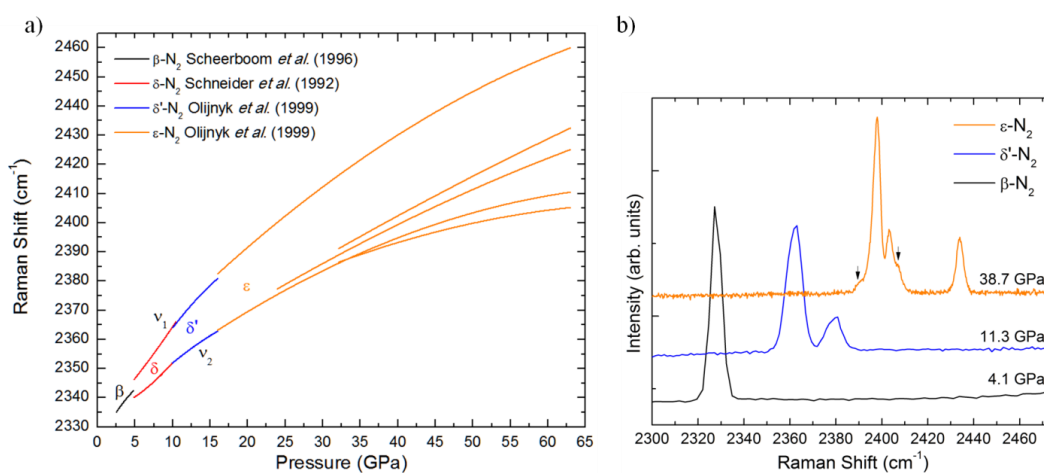 a)
β-N2 Scheerboom et al. (1996)
δ-N2 Schneider et al. (1992)
δ'-N2 Olijnyk et al. (1999)
ε-N2 Olijnyk et al. (1999)
2460
2450
2440
2430
2420
2410
2400
2390
2380
2370
2360
2350
2340
2330
Raman Shift (cm-1)
β
δ
δ'
ε
ν1
ν2
0 5 10 15 20 25 30 35 40 45 50 55 60 65
Pressure (GPa)
b)
ε-N2
δ'-N2
β-N2
38.7 GPa
11.3 GPa
4.1 GPa
Intensity (arb. units)
2300 2320 2340 2360 2380 2400 2420 2440 2460
Raman Shift (cm-1)